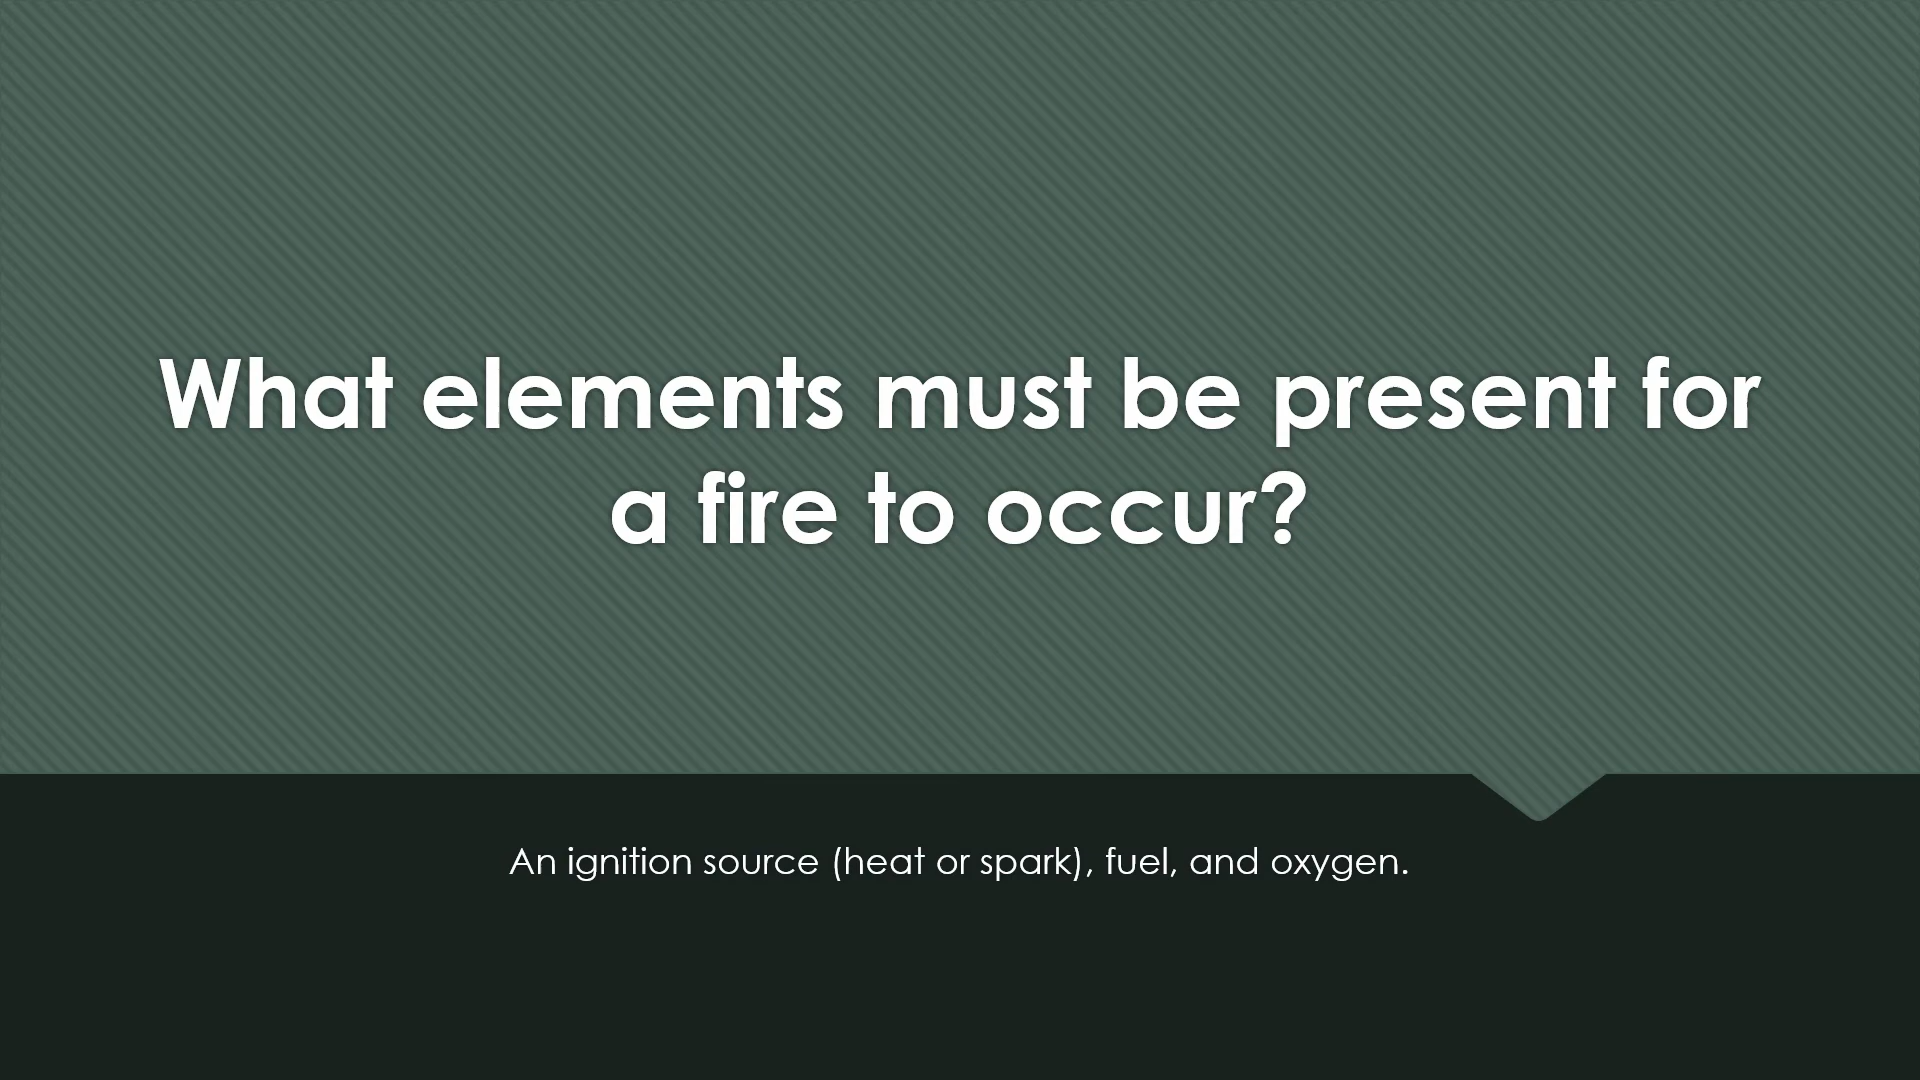 What elements must be present for
a fire to occur?
An ignition source (heat or spark), fuel, and oxygen.